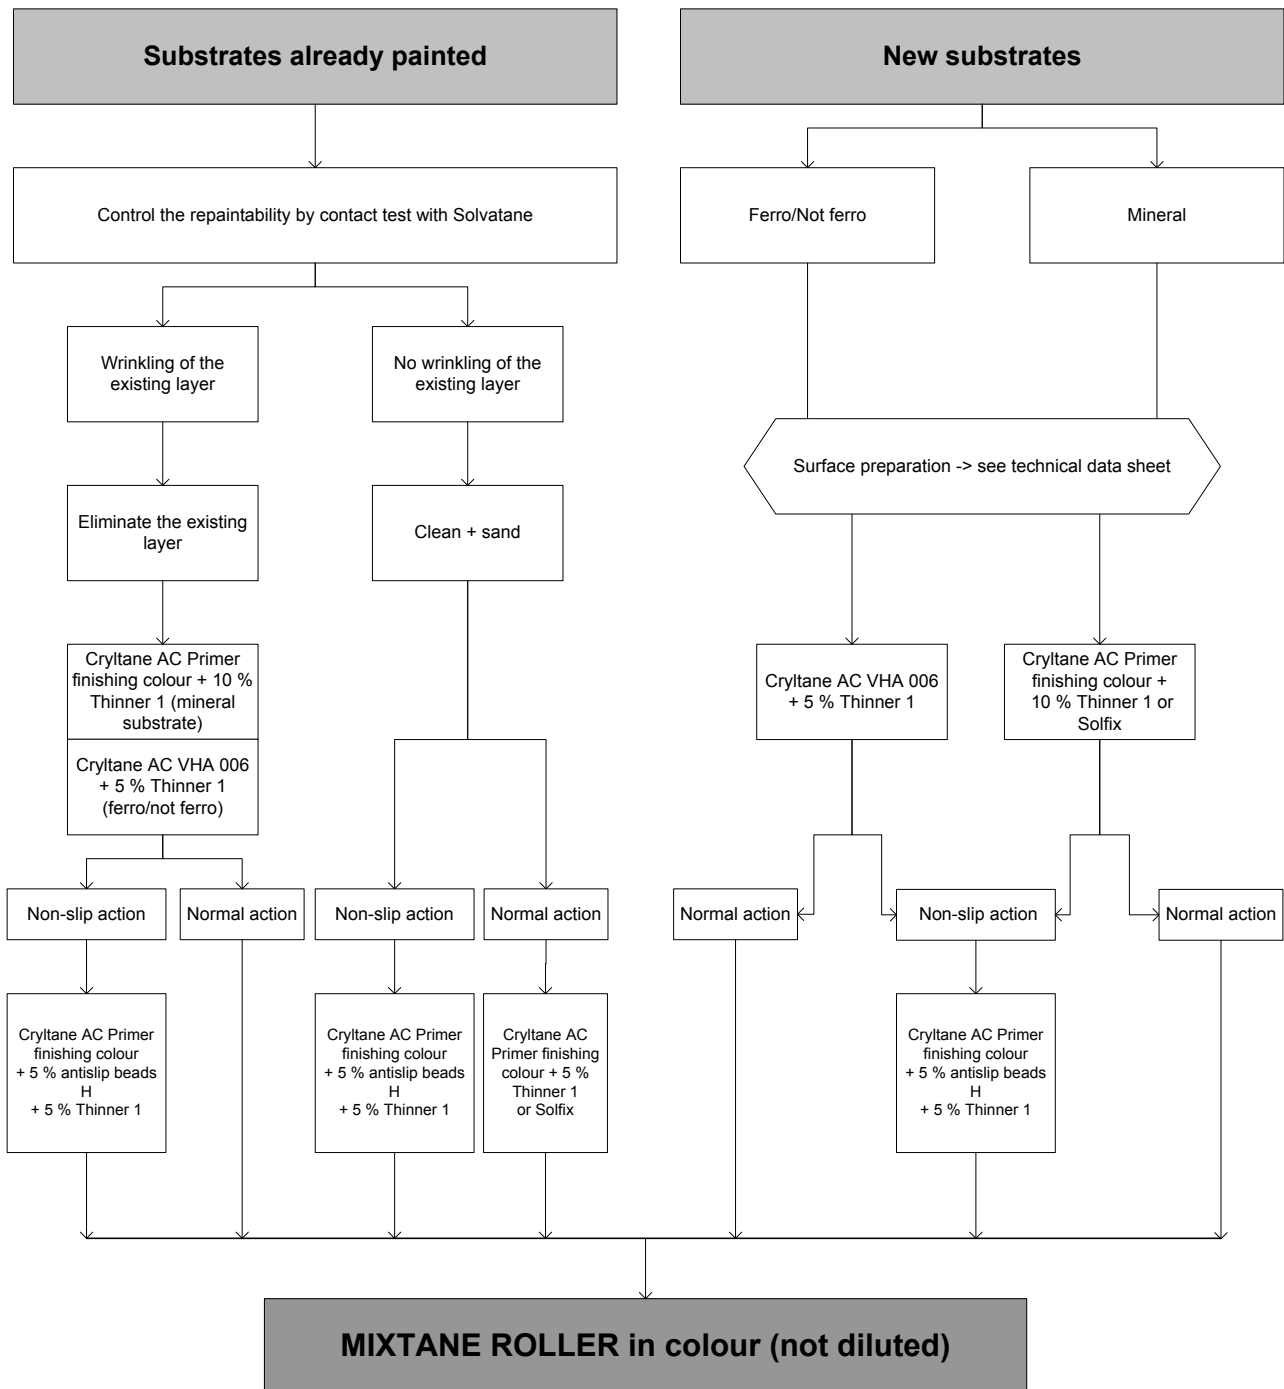 Substrates already painted
New substrates
Control the repaintability by contact test with Solvatane
Ferro/Not ferro
Mineral
Wrinkling of the
existing layer
No wrinkling of the
existing layer
Surface preparation -> see technical data sheet
Eliminate the existing
layer
Clean + sand
Cryltane AC Primer
finishing colour + 10 %
Thinner 1 (mineral
substrate)
Cryltane AC VHA 006
+ 5 % Thinner 1
(ferro/not ferro)
Cryltane AC VHA 006
+ 5 % Thinner 1
Cryltane AC Primer
finishing colour +
10 % Thinner 1 or
Solfix
Non-slip action
Normal action
Non-slip action
Normal action
Normal action
Non-slip action
Normal action
Cryltane AC Primer
finishing colour
+ 5 % antislip beads
H
+ 5 % Thinner 1
Cryltane AC Primer
finishing colour
+ 5 % antislip beads
H
+ 5 % Thinner 1
Cryltane AC
Primer finishing
colour + 5 %
Thinner 1
or Solfix
Cryltane AC Primer
finishing colour
+ 5 % antislip beads
H
+ 5 % Thinner 1
MIXTANE ROLLER in colour (not diluted)